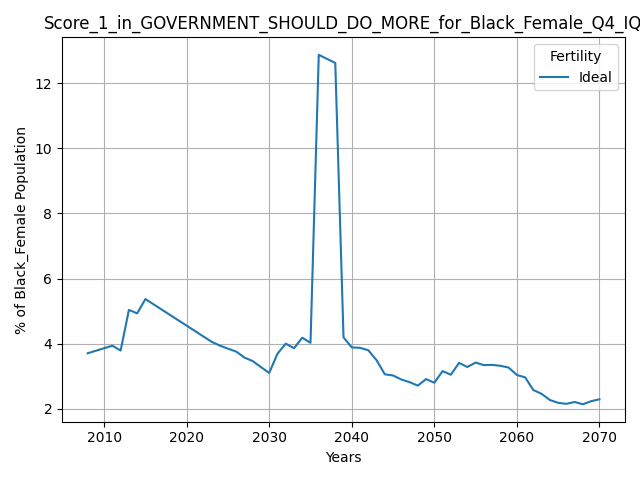 Score_1_in_GOVERNMENT_SHOULD_DO_MORE_for_Black_Female_Q4_IQ
Fertility
Ideal
% of Black_Female Population
12
10
8
6
4
2
2010 2020 2030 2040 2050 2060 2070
Years